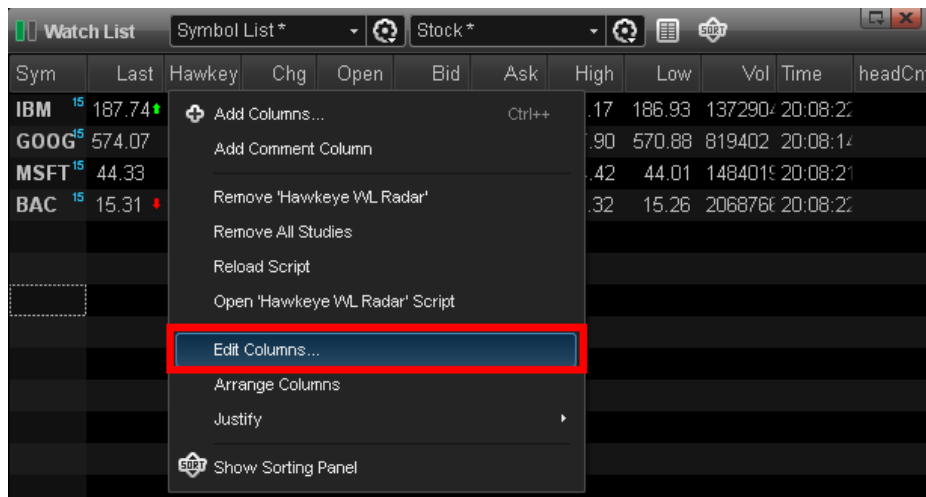 Watch List Symbol List * Stock * SORT
Sym Last Hawkey Chg Open Bid Ask High Low Vol Time headCn
IBM 15 187.74 .17 186.93 20:08:22
GOOG 15 574.07 .90 570.88 819402 20:08:14
MSFT 15 44.33 .42 44.01 20:08:21
BAC 15 15.31 .32 15.26 20:08:22
Add Columns... Ctrl++
Add Comment Column
Remove 'Hawkeye WL Radar'
Remove All Studies
Reload Script
Open 'Hawkeye WL Radar' Script
Edit Columns...
Arrange Columns
Justify
SORT Show Sorting Panel